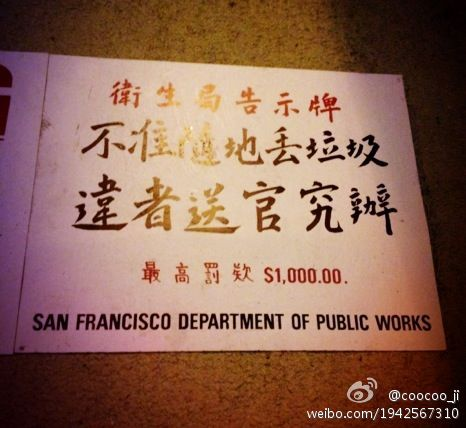 衛生局告示牌
不准隨地丢垃圾
違者送官究辦
最高罰欵 $1,000.00.
SAN FRANCISCO DEPARTMENT OF PUBLIC WORKS
@coocoo_ji
weibo.com/1942567310